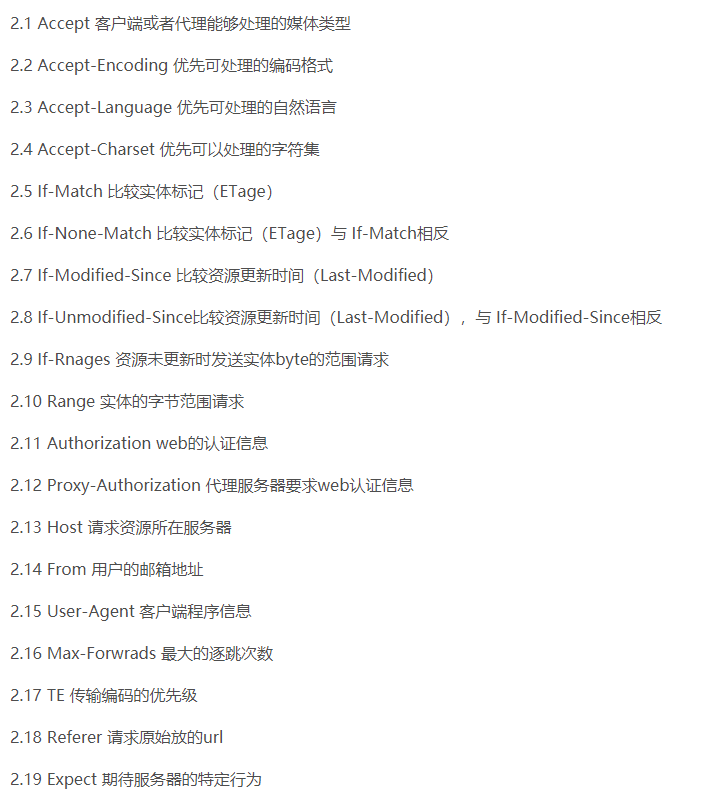 2.1 Accept 客户端或者代理能够处理的媒体类型
2.2 Accept-Encoding 优先可处理的编码格式
2.3 Accept-Language 优先可处理的自然语言
2.4 Accept-Charset 优先可以处理的字符集
2.5 If-Match 比较实体标记（ETage）
2.6 If-None-Match 比较实体标记（ETage）与 If-Match相反
2.7 If-Modified-Since 比较资源更新时间（Last-Modified）
2.8 If-Unmodified-Since比较资源更新时间（Last-Modified），与 If-Modified-Since相反
2.9 If-Rnages 资源未更新时发送实体byte的范围请求
2.10 Range 实体的字节范围请求
2.11 Authorization web的认证信息
2.12 Proxy-Authorization 代理服务器要求web认证信息
2.13 Host 请求资源所在服务器
2.14 From 用户的邮箱地址
2.15 User-Agent 客户端程序信息
2.16 Max-Forwrads 最大的逐跳次数
2.17 TE 传输编码的优先级
2.18 Referer 请求原始放的url
2.19 Expect 期待服务器的特定行为